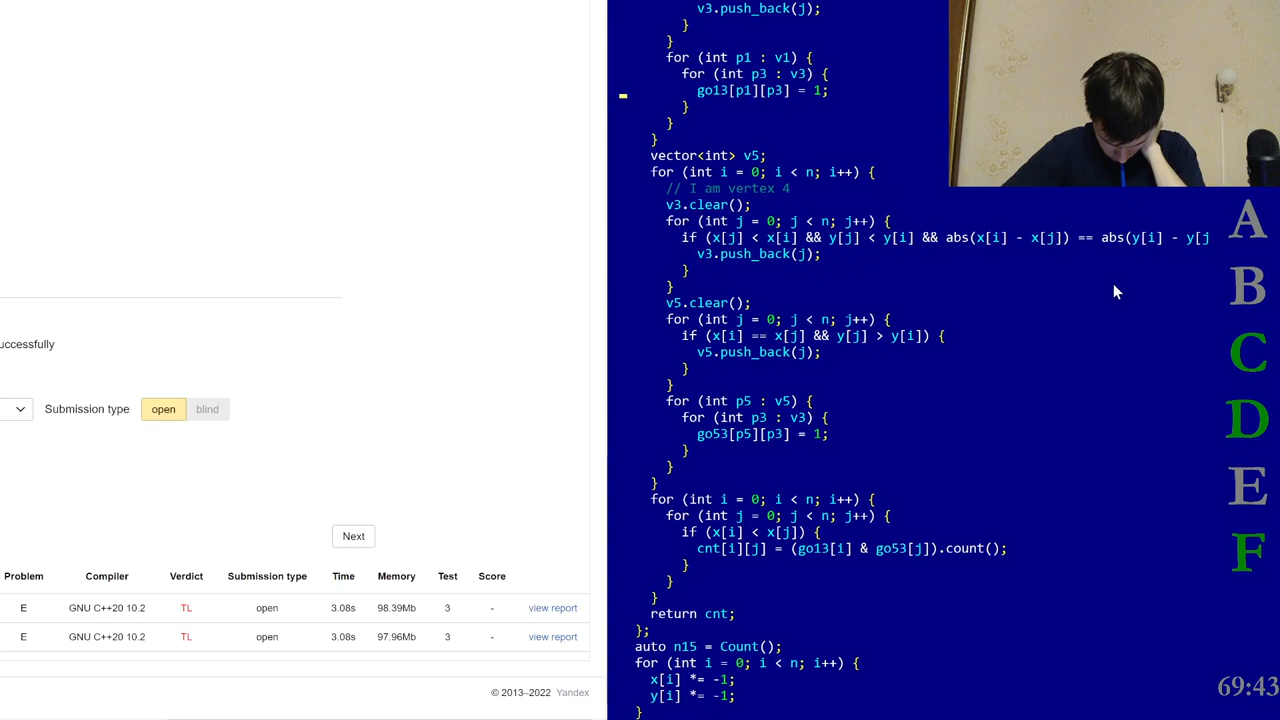 uccessfully
Submission type open blind
Next
Problem Compiler Verdict Submission type Time Memory Test Score
E GNU C++20 10.2 TL open 3.08s 98.39Mb 3 - view report
E GNU C++20 10.2 TL open 3.08s 97.96Mb 3 - view report
© 2013–2022 Yandex
v3.push_back(j);
}
}
for (int p1 : v1) {
for (int p3 : v3) {
go13[p1][p3] = 1;
}
}
}
vector<int> v5;
for (int i = 0; i < n; i++) {
// I am vertex 4
v3.clear();
for (int j = 0; j < n; j++) {
if (x[j] < x[i] && y[j] < y[i] && abs(x[i] - x[j]) == abs(y[i] - y[j
v3.push_back(j);
}
}
v5.clear();
for (int j = 0; j < n; j++) {
if (x[i] == x[j] && y[j] > y[i]) {
v5.push_back(j);
}
}
for (int p5 : v5) {
for (int p3 : v3) {
go53[p5][p3] = 1;
}
}
}
for (int i = 0; i < n; i++) {
for (int j = 0; j < n; j++) {
if (x[i] < x[j]) {
cnt[i][j] = (go13[i] & go53[j]).count();
}
}
}
return cnt;
};
auto n15 = Count();
for (int i = 0; i < n; i++) {
x[i] *= -1;
y[i] *= -1;
}
A
B
C
D
E
F
69:43